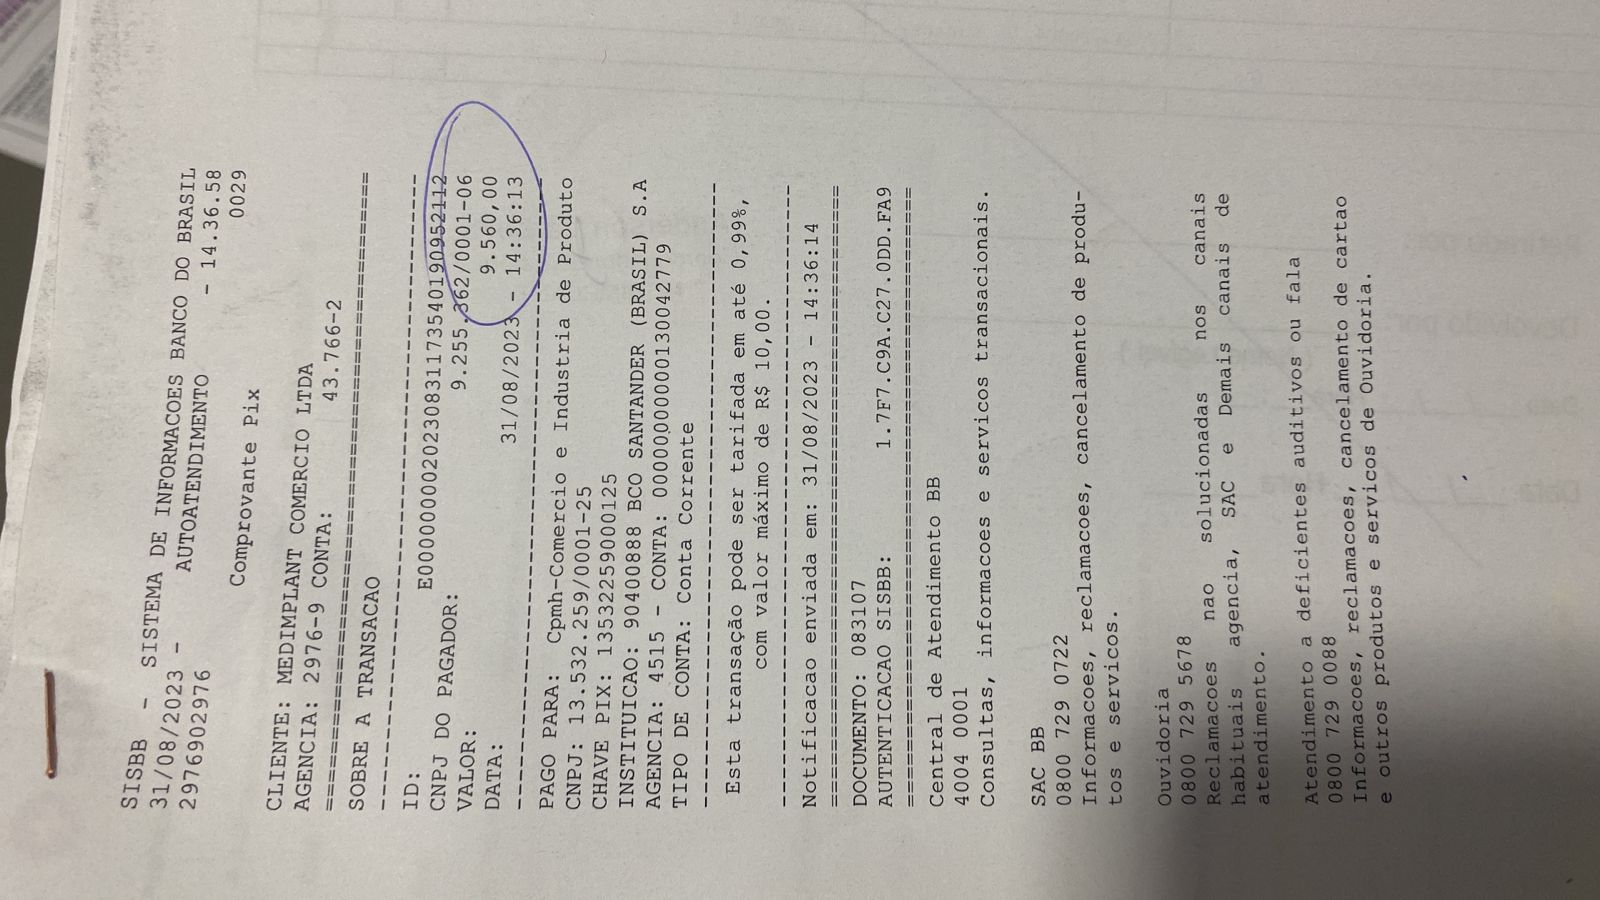 SISBB - SISTEMA DE INFORMACOES BANCO DO BRASIL
31/08/2023 - AUTOATENDIMENTO - 14.36.58
2976902976 0029
Comprovante Pix
CLIENTE: MEDIMPLANT COMERCIO LTDA
AGENCIA: 2976-9 CONTA: 43.766-2
================================================
SOBRE A TRANSACAO
------------------------------------------------
ID: E0000000020230831173540190952112
CNPJ DO PAGADOR: 9.255.362/0001-06
VALOR: 9.560,00
DATA: 31/08/2023 - 14:36:13
------------------------------------------------
PAGO PARA: Cpmh-Comercio e Industria de Produto
CNPJ: 13.532.259/0001-25
CHAVE PIX: 13532259000125
INSTITUICAO: 90400888 BCO SANTANDER (BRASIL) S.A
AGENCIA: 4515 - CONTA: 00000000000130042779
TIPO DE CONTA: Conta Corrente
------------------------------------------------
Esta transação pode ser tarifada em até 0,99%,
com valor máximo de R$ 10,00.
------------------------------------------------
Notificacao enviada em: 31/08/2023 - 14:36:14
================================================
DOCUMENTO: 083107
AUTENTICACAO SISBB: 1.7F7.C9A.C27.0DD.FA9
================================================
Central de Atendimento BB
4004 0001
Consultas, informacoes e servicos transacionais.
SAC BB
0800 729 0722
Informacoes, reclamacoes, cancelamento de produ-
tos e servicos.
Ouvidoria
0800 729 5678
Reclamacoes nao solucionadas nos canais
habituais agencia, SAC e Demais canais de
atendimento.
Atendimento a deficientes auditivos ou fala
0800 729 0088
Informacoes, reclamacoes, cancelamento de cartao
e outros produtos e servicos de Ouvidoria.